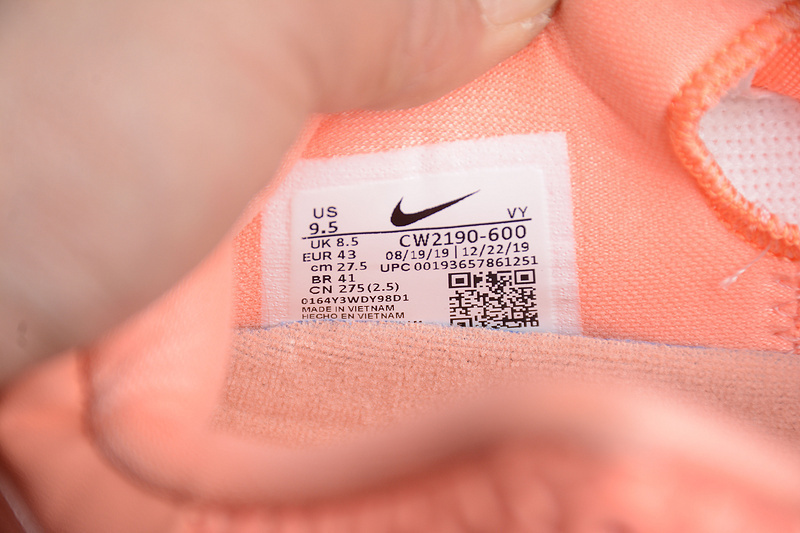 US VY
9.5
UK 8.5 CW2190-600
EUR 43 08/19/19 | 12/22/19
cm 27.5 UPC 00193657861251
BR 41
CN 275(2.5)
0164Y3WDY98D1
MADE IN VIETNAM
HECHO EN VIETNAM